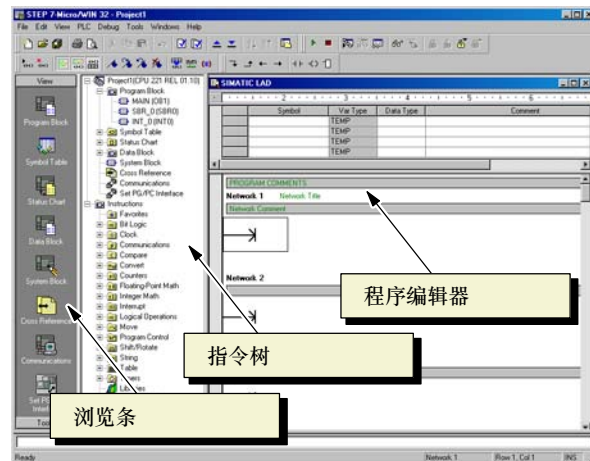 STEP 7-Micro/WIN 32 - Project1
File Edit View PLC Debug Tools Windows Help
View
Program Block
Symbol Table
Status Chart
Data Block
System Block
Cross Reference
Communications
Project1(CPU 221 REL 01.10)
Program Block
MAIN (OB1)
SBR_0 (SBR0)
INT_0 (INT0)
Symbol Table
Status Chart
Data Block
System Block
Cross Reference
Communications
Set PG/PC Interface
Instructions
Favorites
Bit Logic
Clock
Communications
Compare
Convert
Counters
Floating-Point Math
Integer Math
Interrupt
Logical Operations
Move
Program Control
Shift/Rotate
String
Table
Libraries
SIMATIC LAD
Symbol Var Type Data Type Comment
TEMP
TEMP
TEMP
TEMP
PROGRAM COMMENTS
Network 1 Network Title
Network Comment
Network 2
程序编辑器
指令树
浏览条
Ready
Network 1 Row 1, Col 1 INS